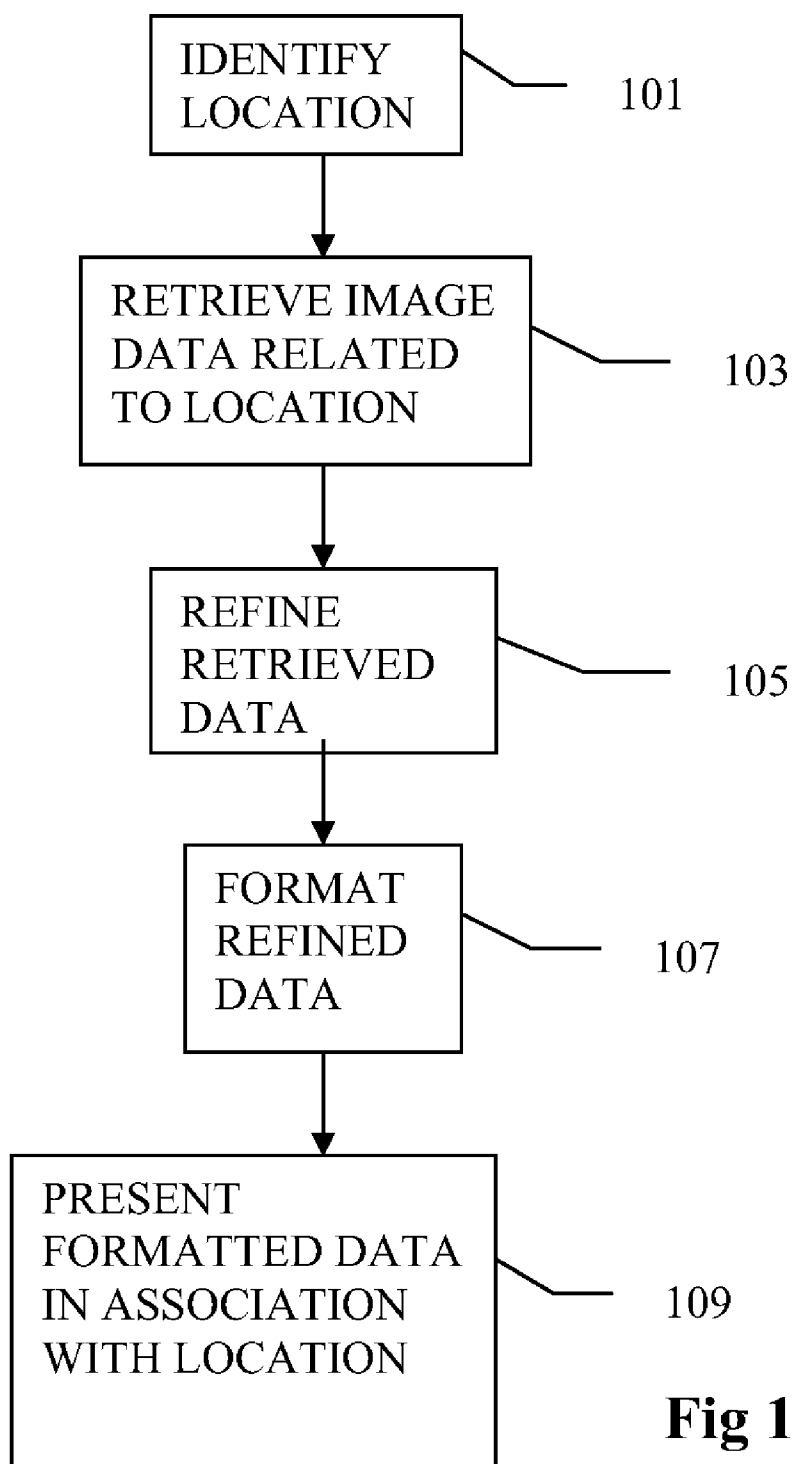 IDENTIFY
LOCATION
101
RETRIEVE IMAGE
DATA RELATED
TO LOCATION
103
REFINE
RETRIEVED
DATA
105
FORMAT
REFINED
DATA
107
PRESENT
FORMATTED DATA
IN ASSOCIATION
WITH LOCATION
109
Fig 1